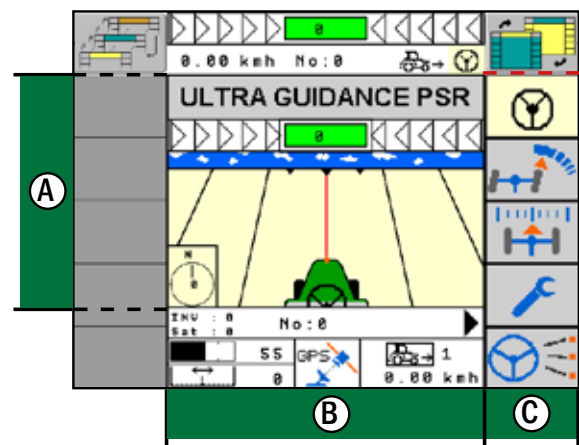 0
0.00 kmh No:0
ULTRA GUIDANCE PSR
0
A
N
0
INV : 0
Sat : 0
No:0
55
GPS
1
0
0.00 kmh
B
C